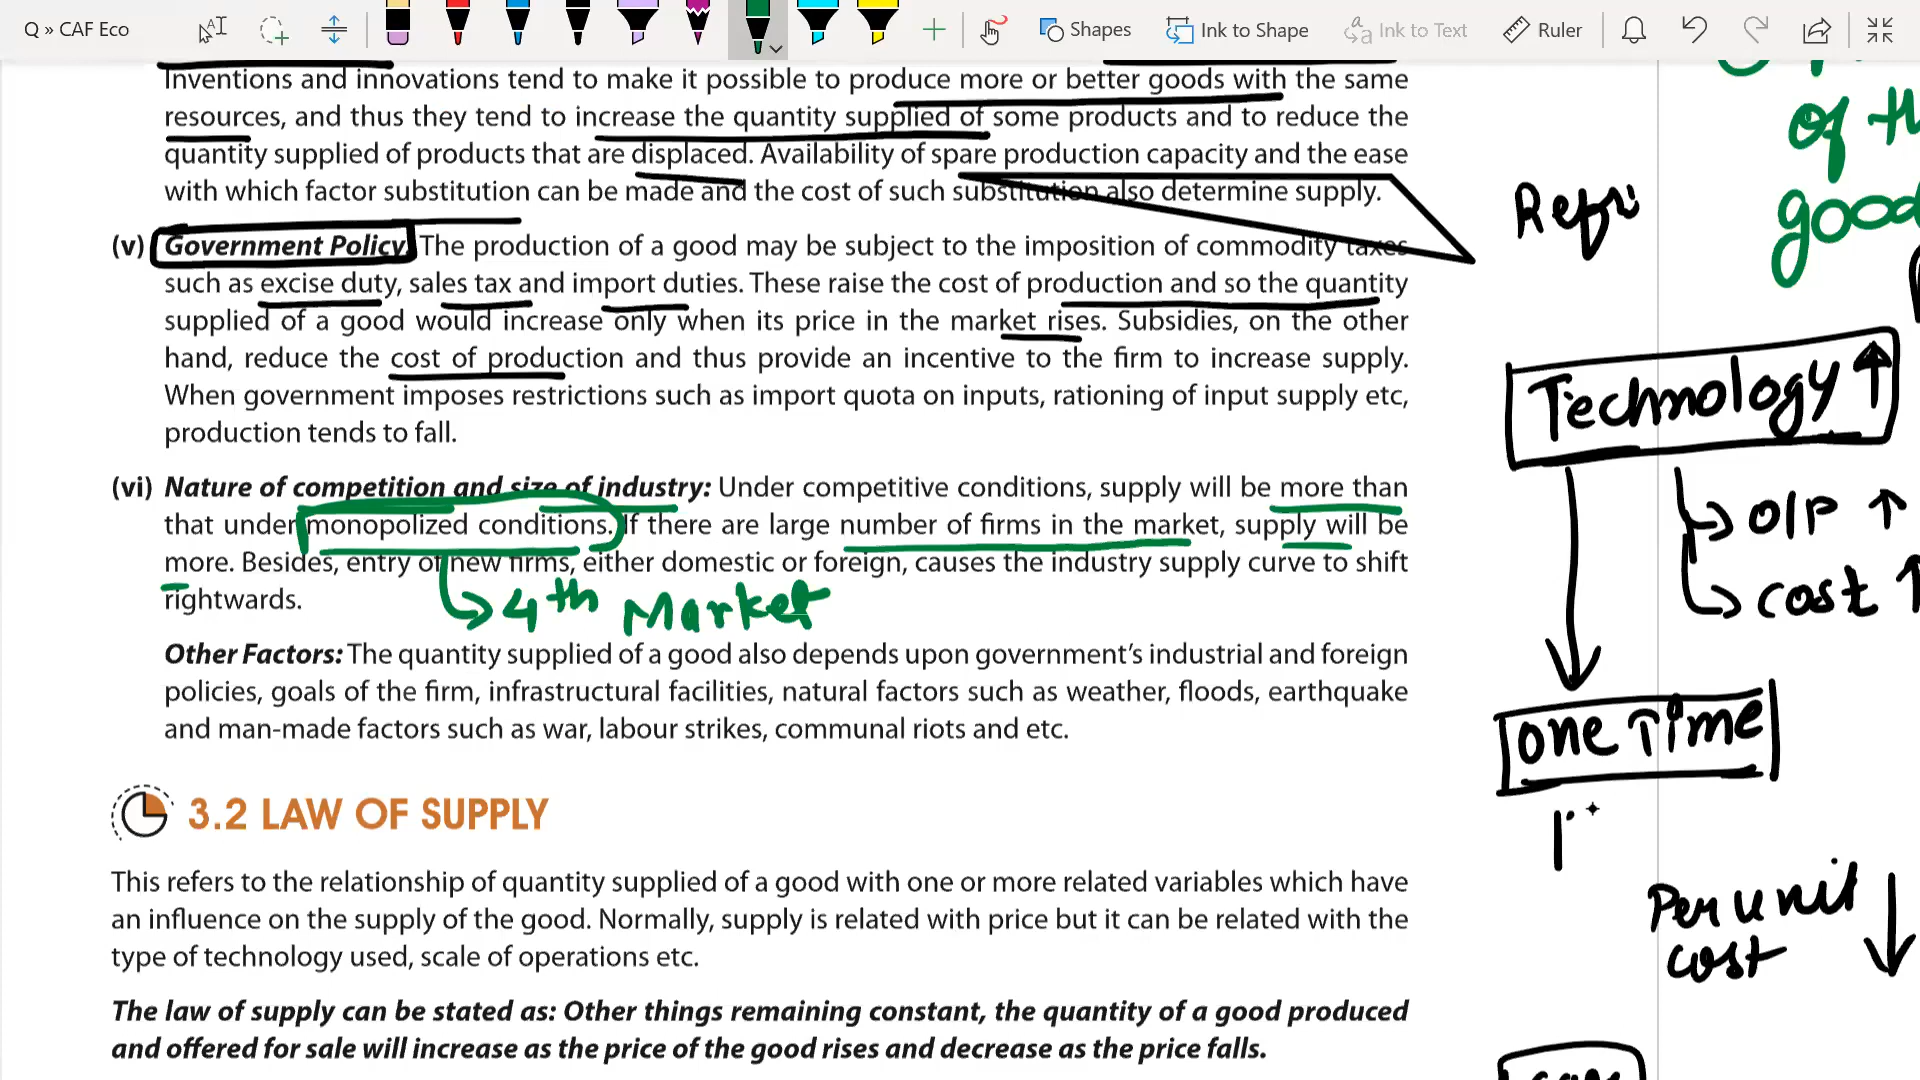 Q » CAF Eco
Shapes
Ink to Shape
Ink to Text
Ruler
Inventions and innovations tend to make it possible to produce more or better goods with the same
resources, and thus they tend to increase the quantity supplied of some products and to reduce the
quantity supplied of products that are displaced. Availability of spare production capacity and the ease
with which factor substitution can be made and the cost of such substitution also determine supply.
(v) Government Policy: The production of a good may be subject to the imposition of commodity taxes
such as excise duty, sales tax and import duties. These raise the cost of production and so the quantity
supplied of a good would increase only when its price in the market rises. Subsidies, on the other
hand, reduce the cost of production and thus provide an incentive to the firm to increase supply.
When government imposes restrictions such as import quota on inputs, rationing of input supply etc,
production tends to fall.
(vi) Nature of competition and size of industry: Under competitive conditions, supply will be more than
that under monopolized conditions. If there are large number of firms in the market, supply will be
more. Besides, entry of new firms, either domestic or foreign, causes the industry supply curve to shift
rightwards.
4th Market
Other Factors: The quantity supplied of a good also depends upon government's industrial and foreign
policies, goals of the firm, infrastructural facilities, natural factors such as weather, floods, earthquake
and man-made factors such as war, labour strikes, communal riots and etc.
3.2 LAW OF SUPPLY
This refers to the relationship of quantity supplied of a good with one or more related variables which have
an influence on the supply of the good. Normally, supply is related with price but it can be related with the
type of technology used, scale of operations etc.
The law of supply can be stated as: Other things remaining constant, the quantity of a good produced
and offered for sale will increase as the price of the good rises and decrease as the price falls.
of th
good
Technology ↑
O/P ↑
cost ↑
one Time
Per unit ↓
cost